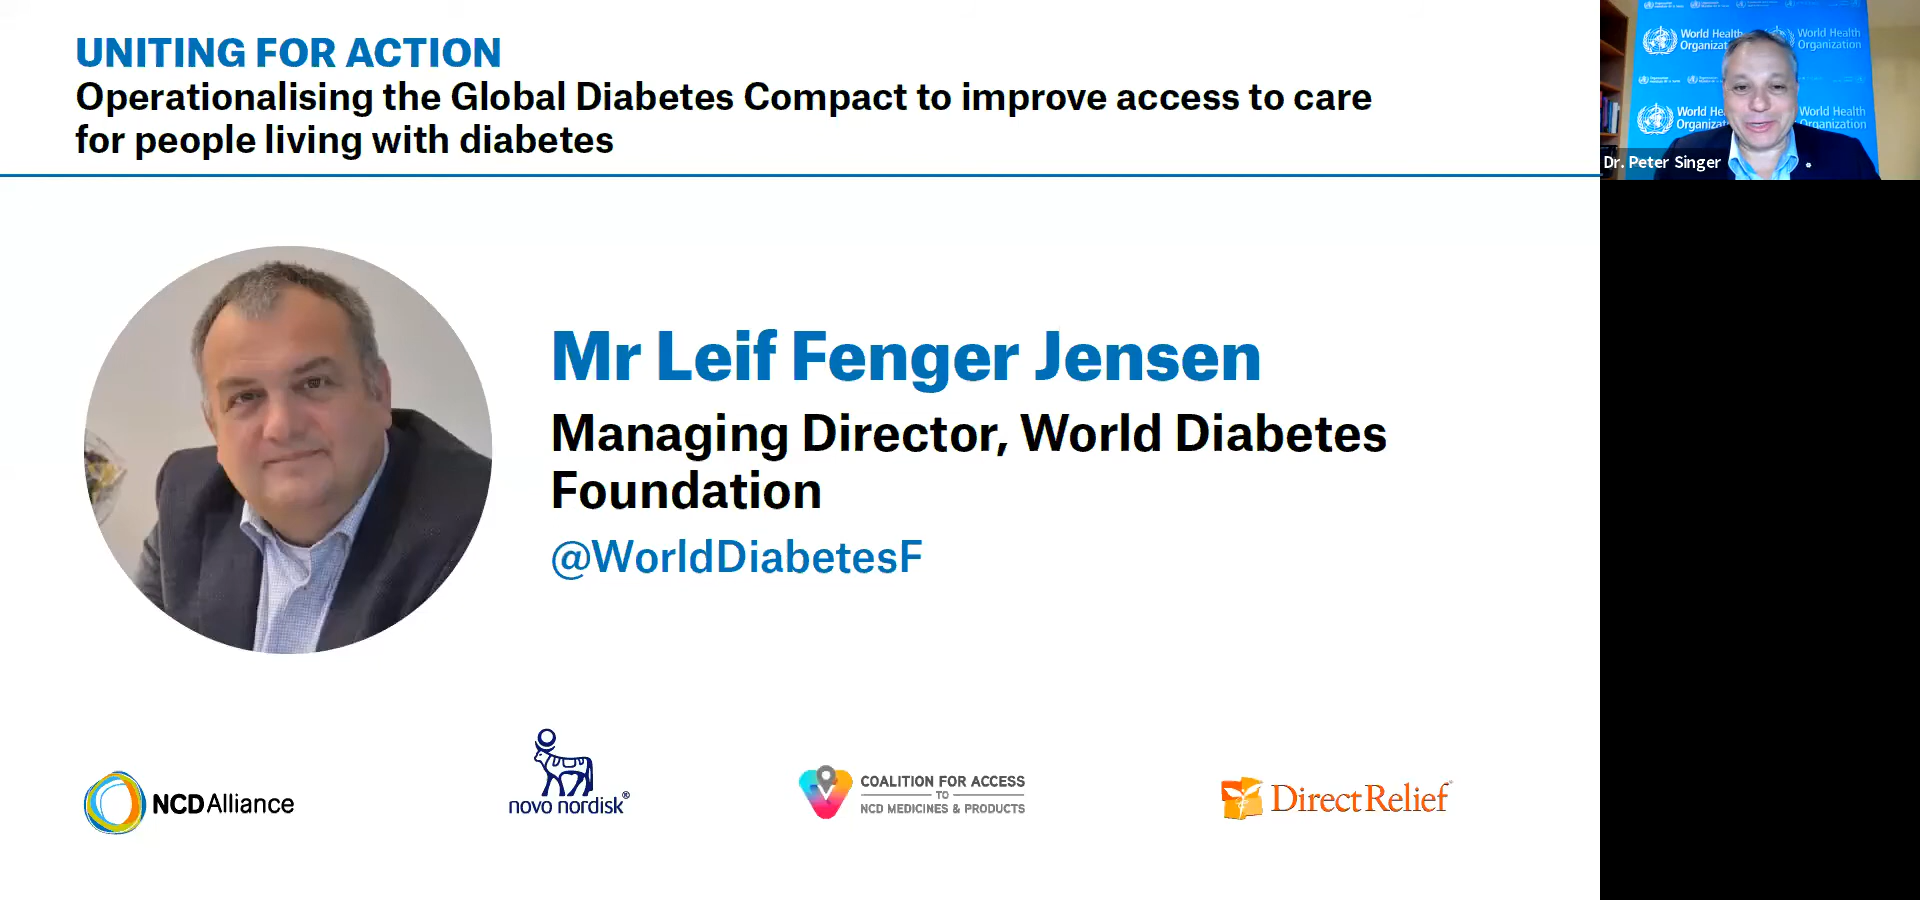 UNITING FOR ACTION
Operationalising the Global Diabetes Compact to improve access to care
for people living with diabetes
World Health
Organization
World Health
Organization
Dr. Peter Singer
Mr Leif Fenger Jensen
Managing Director, World Diabetes
Foundation
@WorldDiabetesF
NCDAlliance
novo nordisk®
COALITION FOR ACCESS
TO
NCD MEDICINES & PRODUCTS
DirectRelief